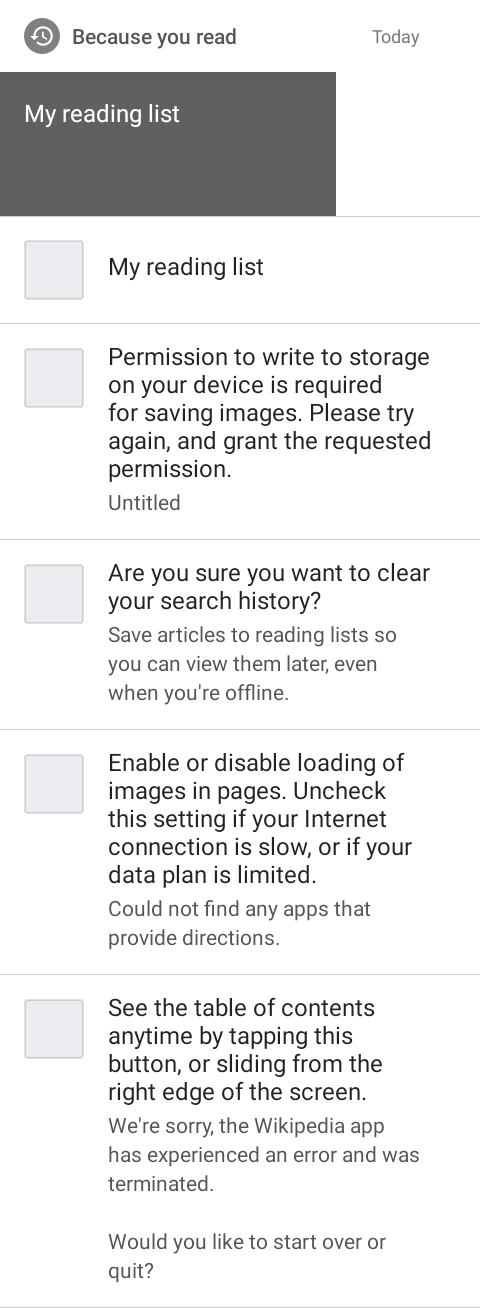 Because you read
Today
My reading list
My reading list
Permission to write to storage
on your device is required
for saving images. Please try
again, and grant the requested
permission.
Untitled
Are you sure you want to clear
your search history?
Save articles to reading lists so
you can view them later, even
when you're offline.
Enable or disable loading of
images in pages. Uncheck
this setting if your Internet
connection is slow, or if your
data plan is limited.
Could not find any apps that
provide directions.
See the table of contents
anytime by tapping this
button, or sliding from the
right edge of the screen.
We're sorry, the Wikipedia app
has experienced an error and was
terminated.
Would you like to start over or
quit?